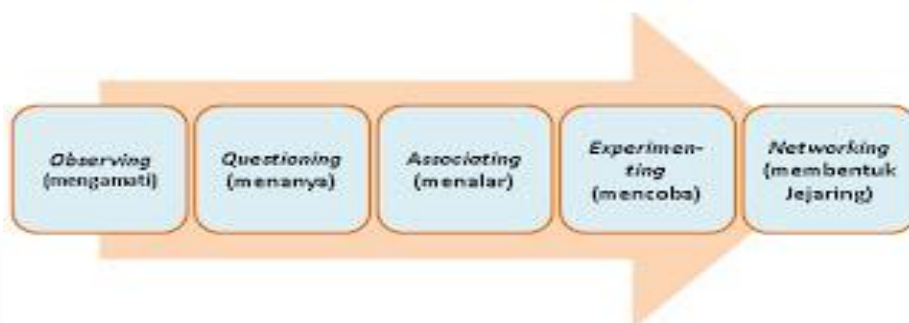 Observing
(mengamati)
Questioning
(menanya)
Associating
(menalar)
Experimen-
ting
(mencoba)
Networking
(membentuk
Jejaring)